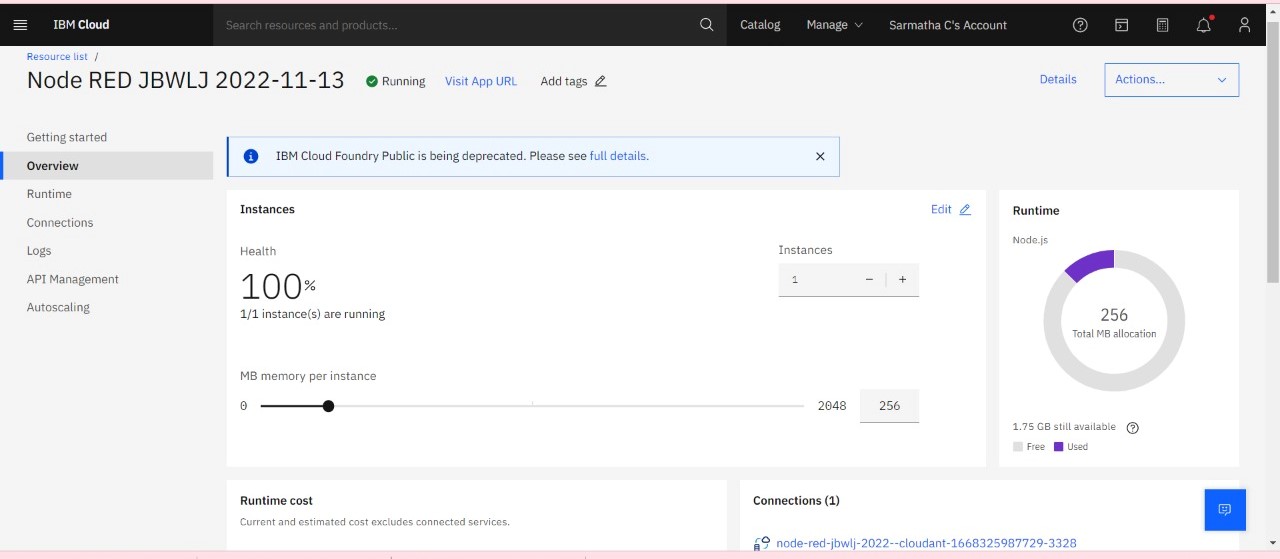 IBM Cloud
Search resources and products...
Catalog
Manage
Sarmatha C's Account
Resource list /
Node RED JBWLJ 2022-11-13
Running
Visit App URL
Add tags
Details
Actions...
Getting started
Overview
Runtime
Connections
Logs
API Management
Autoscaling
IBM Cloud Foundry Public is being deprecated. Please see full details.
Instances
Edit
Health
100%
1/1 instance(s) are running
Instances
1
MB memory per instance
0
2048
256
Runtime
Node.js
256
Total MB allocation
1.75 GB still available
Free
Used
Runtime cost
Current and estimated cost excludes connected services.
Connections (1)
node-red-jbwlj-2022--cloudant-1668325987729-3328